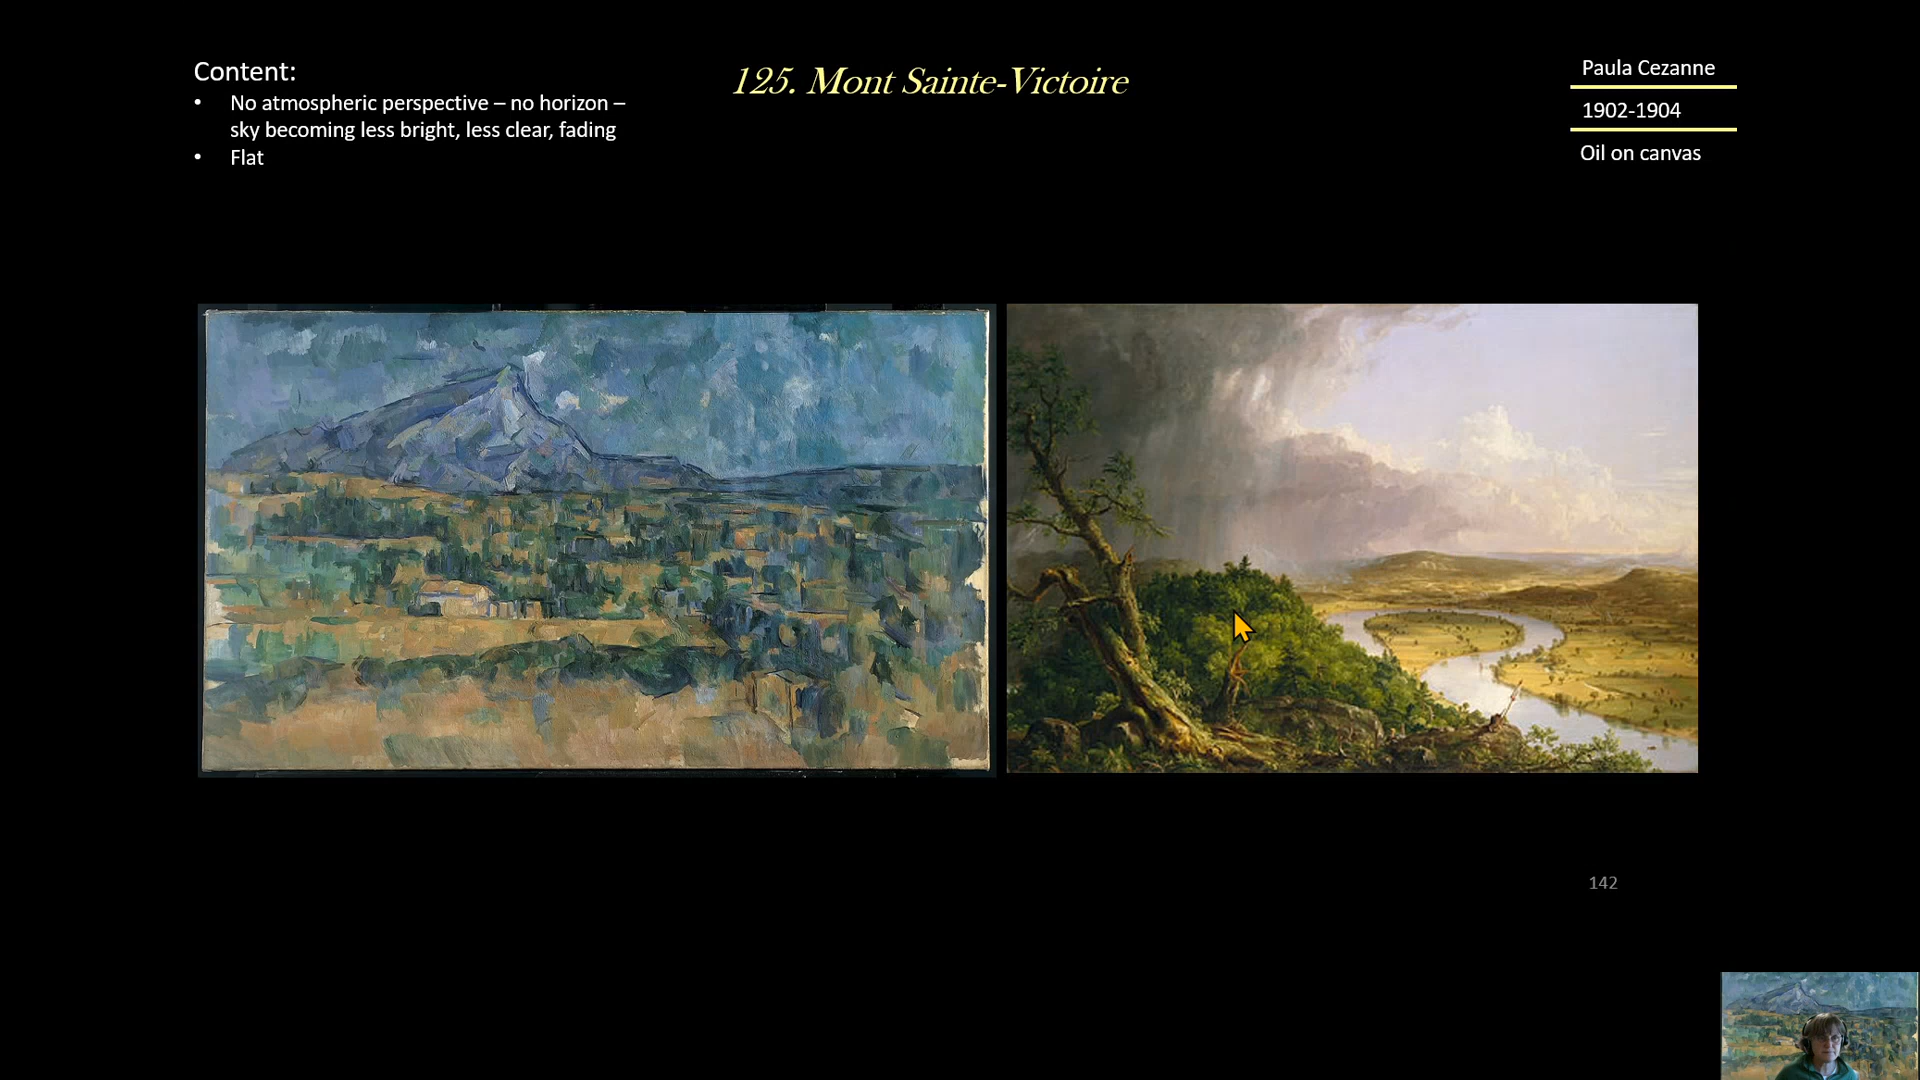 Content:
• No atmospheric perspective – no horizon –
sky becoming less bright, less clear, fading
• Flat
125. Mont Sainte-Victoire
Paula Cezanne
1902-1904
Oil on canvas
142